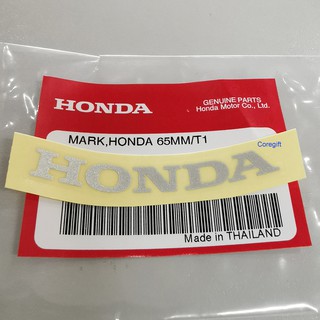 HONDA
GENUINE PARTS
Honda Motor Co., Ltd.
MARK,HONDA 65MM/T1
Coregift
HONDA
Made in THAILAND